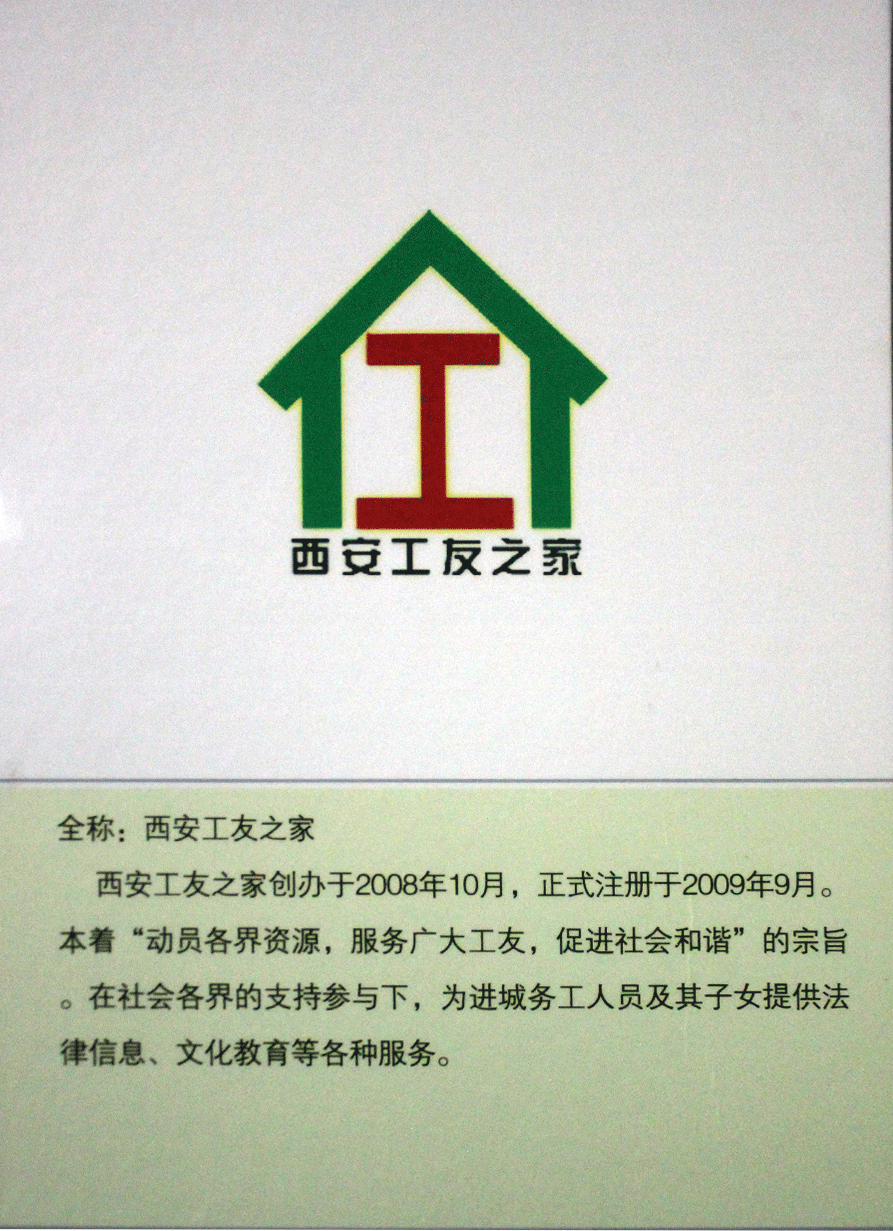 工
西安工友之家
全称：西安工友之家
西安工友之家创办于2008年10月，正式注册于2009年9月。
本着“动员各界资源，服务广大工友，促进社会和谐”的宗旨
。在社会各界的支持参与下，为进城务工人员及其子女提供法
律信息、文化教育等各种服务。